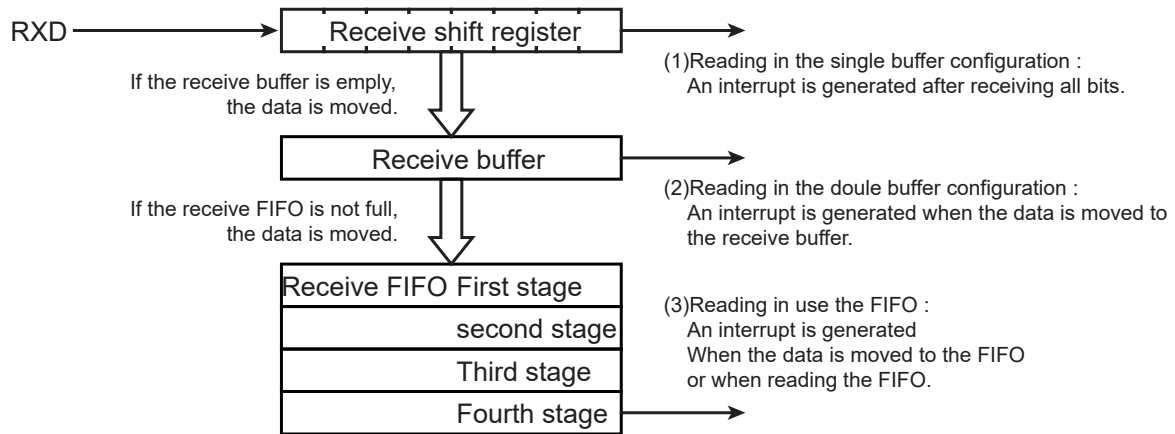 RXD
Receive shift register
(1)Reading in the single buffer configuration :
An interrupt is generated after receiving all bits.
If the receive buffer is emply,
the data is moved.
Receive buffer
(2)Reading in the doule buffer configuration :
An interrupt is generated when the data is moved to
the receive buffer.
If the receive FIFO is not full,
the data is moved.
Receive FIFO First stage
second stage
Third stage
Fourth stage
(3)Reading in use the FIFO :
An interrupt is generated
When the data is moved to the FIFO
or when reading the FIFO.